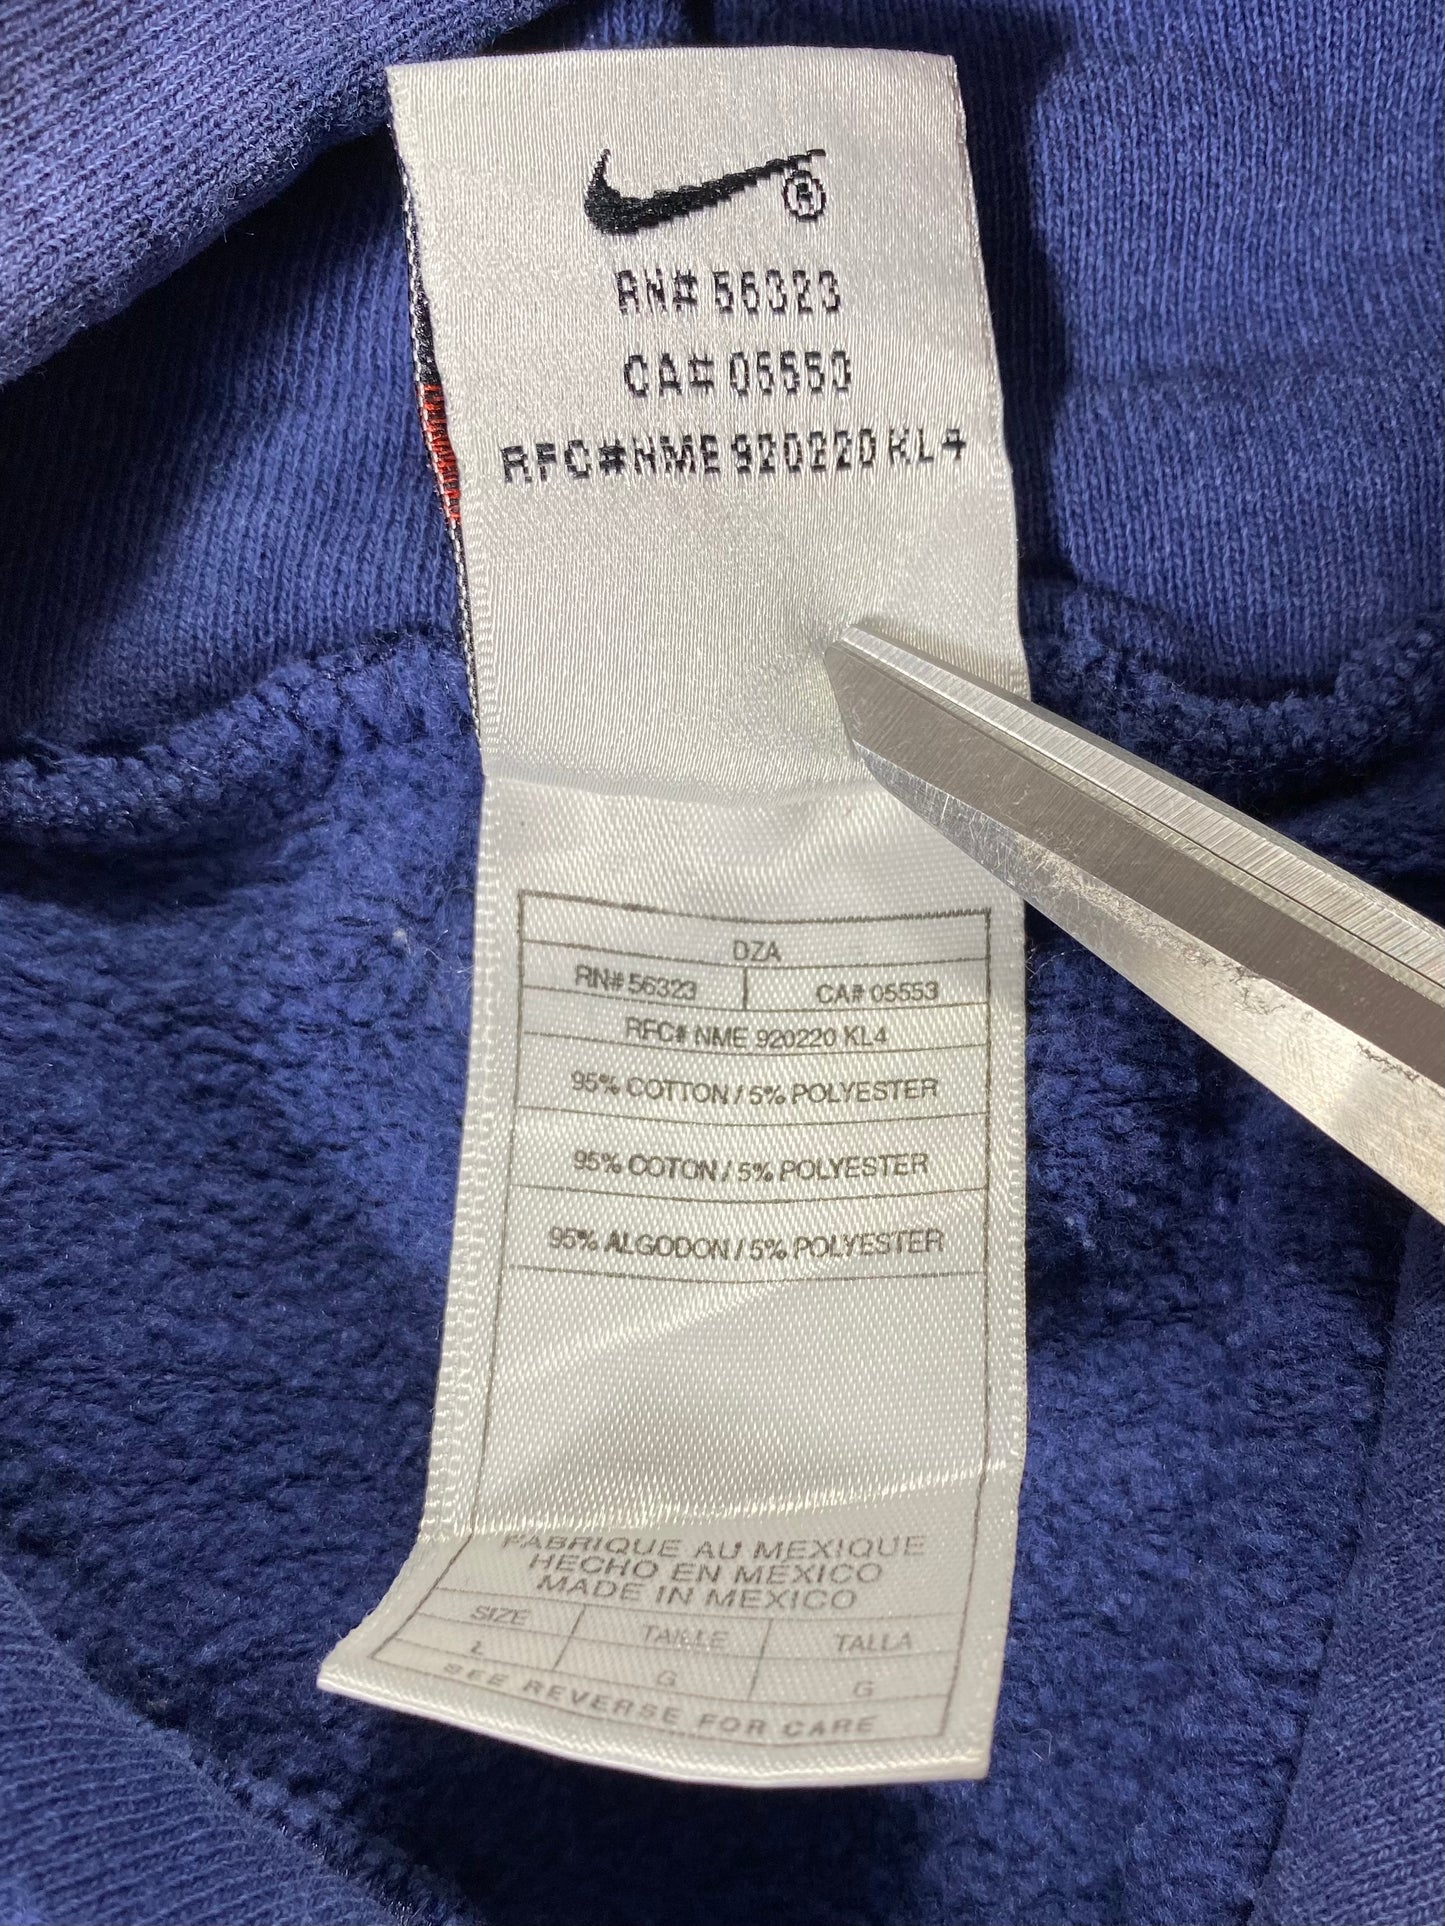 ®
RN# 56323
CA# 05553
RFC# NME 920220 KL4
DZA
RN# 56323 CA# 05553
RFC# NME 920220 KL4
95% COTTON / 5% POLYESTER
95% COTON / 5% POLYESTER
95% ALGODON / 5% POLYESTER
FABRIQUE AU MEXIQUE
HECHO EN MEXICO
MADE IN MEXICO
SIZE TAILLE TALLA
L G G
SEE REVERSE FOR CARE